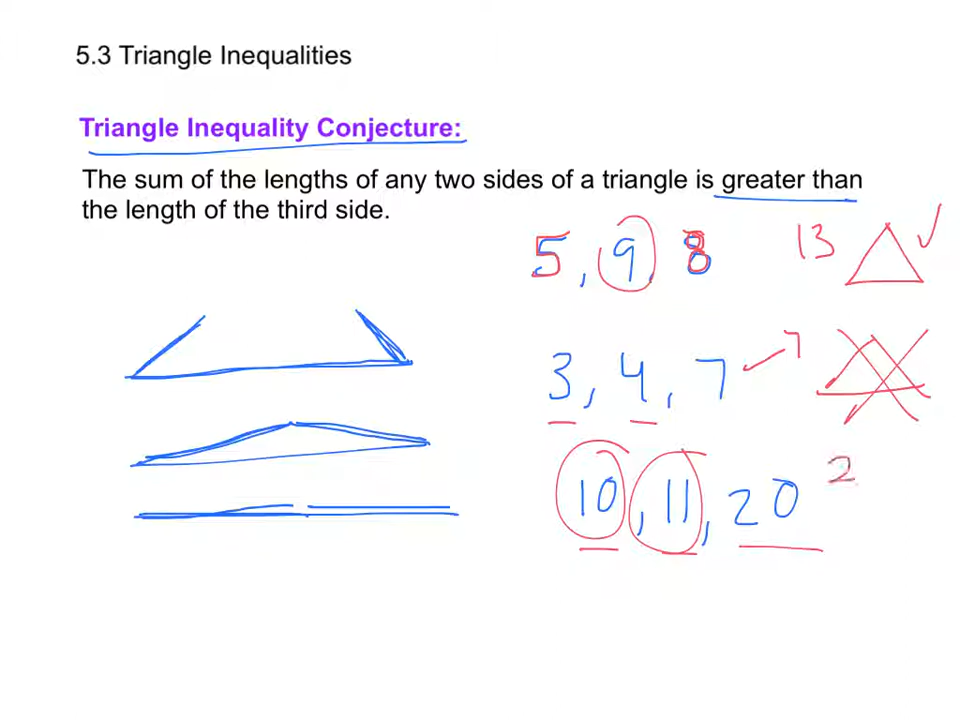 5.3 Triangle Inequalities
Triangle Inequality Conjecture:
The sum of the lengths of any two sides of a triangle is greater than
the length of the third side.
5, 9, 8 13
3, 4, 7 7
10, 11, 20 2